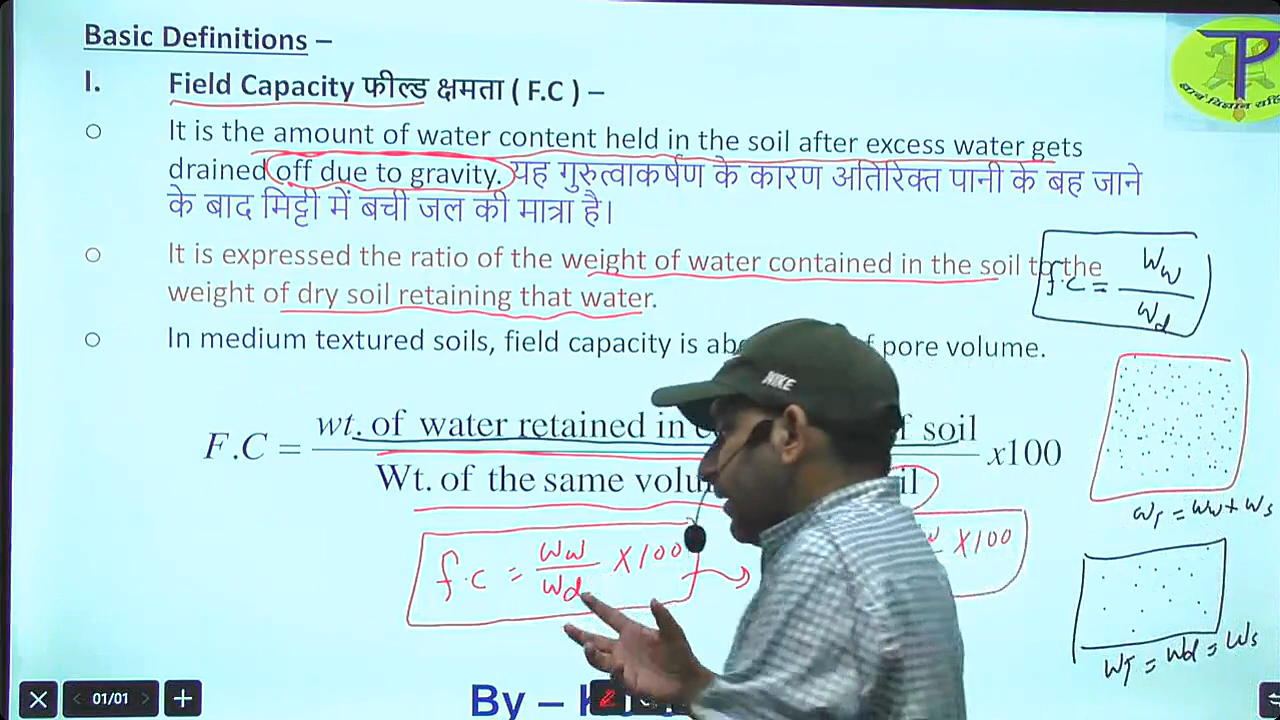 Basic Definitions –
I. Field Capacity फील्ड क्षमता ( F.C ) –
○ It is the amount of water content held in the soil after excess water gets
drained off due to gravity. यह गुरुत्वाकर्षण के कारण अतिरिक्त पानी के बह जाने
के बाद मिट्टी में बची जल की मात्रा है।
○ It is expressed the ratio of the weight of water contained in the soil to the
weight of dry soil retaining that water.
f.c = Ww / Wd
○ In medium textured soils, field capacity is pore volume.
F.C = wt. of water retained in soil / Wt. of the same x100
WT = Ww + Ws
f.c = Ww / Wd X100
X100
WT = Wd = Ws
01/01
By –
NIKE